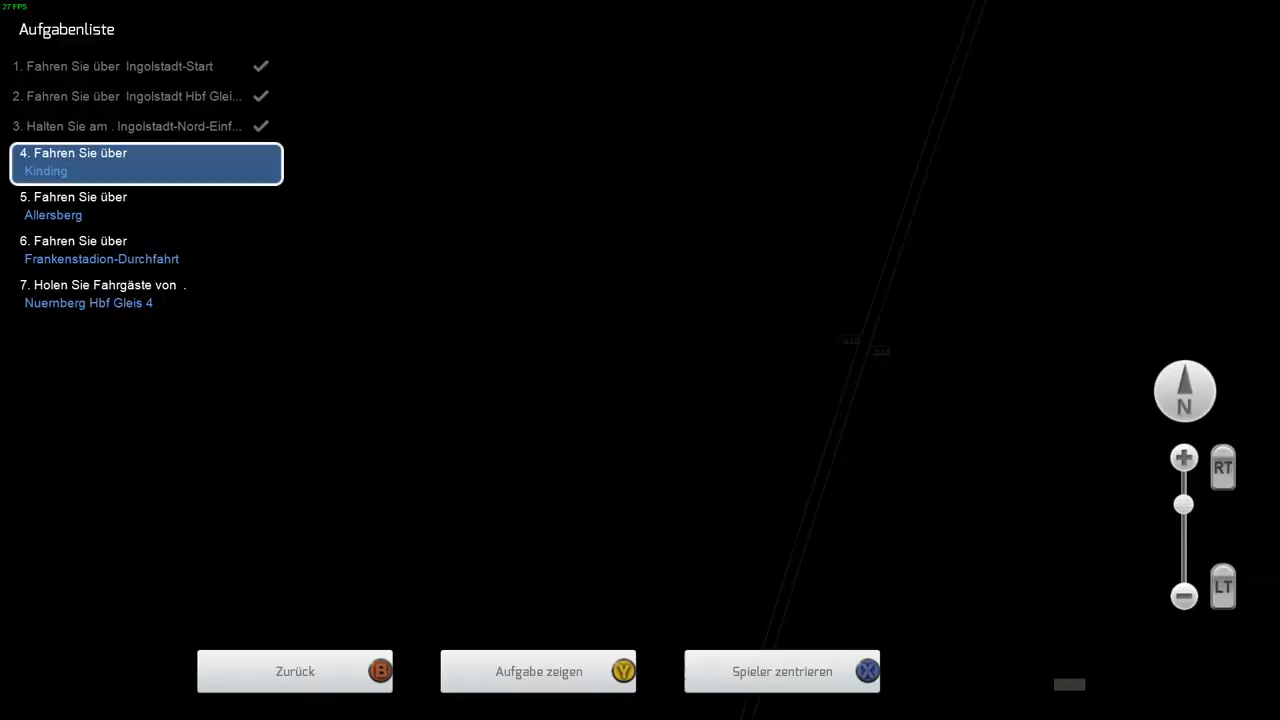 27 FPS
Aufgabenliste
1. Fahren Sie über Ingolstadt-Start
2. Fahren Sie über Ingolstadt Hbf Glei...
3. Halten Sie am . Ingolstadt-Nord-Einf...
4. Fahren Sie über
Kinding
5. Fahren Sie über
Allersberg
6. Fahren Sie über
Frankenstadion-Durchfahrt
7. Holen Sie Fahrgäste von .
Nuernberg Hbf Gleis 4
N
RT
LT
Zurück B
Aufgabe zeigen Y
Spieler zentrieren X